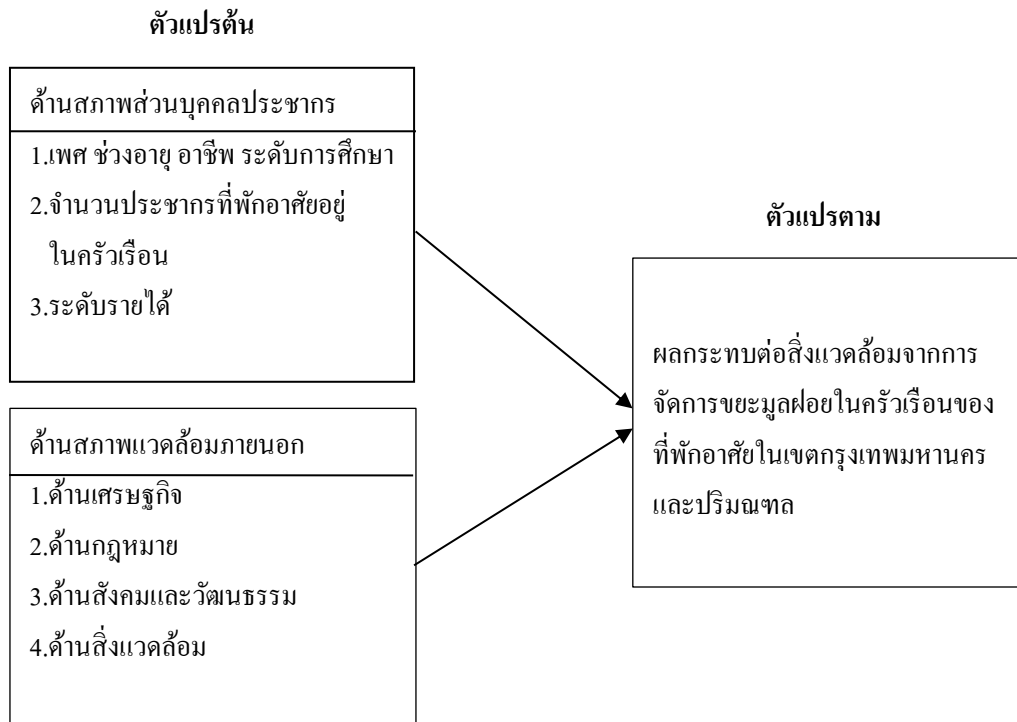 ตัวแปรต้น
ด้านสภาพส่วนบุคคลประชากร
1.เพศ ช่วงอายุ อาชีพ ระดับการศึกษา
2.จำนวนประชากรที่พักอาศัยอยู่
ในครัวเรือน
3.ระดับรายได้
ด้านสภาพแวดล้อมภายนอก
1.ด้านเศรษฐกิจ
2.ด้านกฎหมาย
3.ด้านสังคมและวัฒนธรรม
4.ด้านสิ่งแวดล้อม
ตัวแปรตาม
ผลกระทบต่อสิ่งแวดล้อมจากการ
จัดการขยะมูลฝอยในครัวเรือนของ
ที่พักอาศัยในเขตกรุงเทพมหานคร
และปริมณฑล